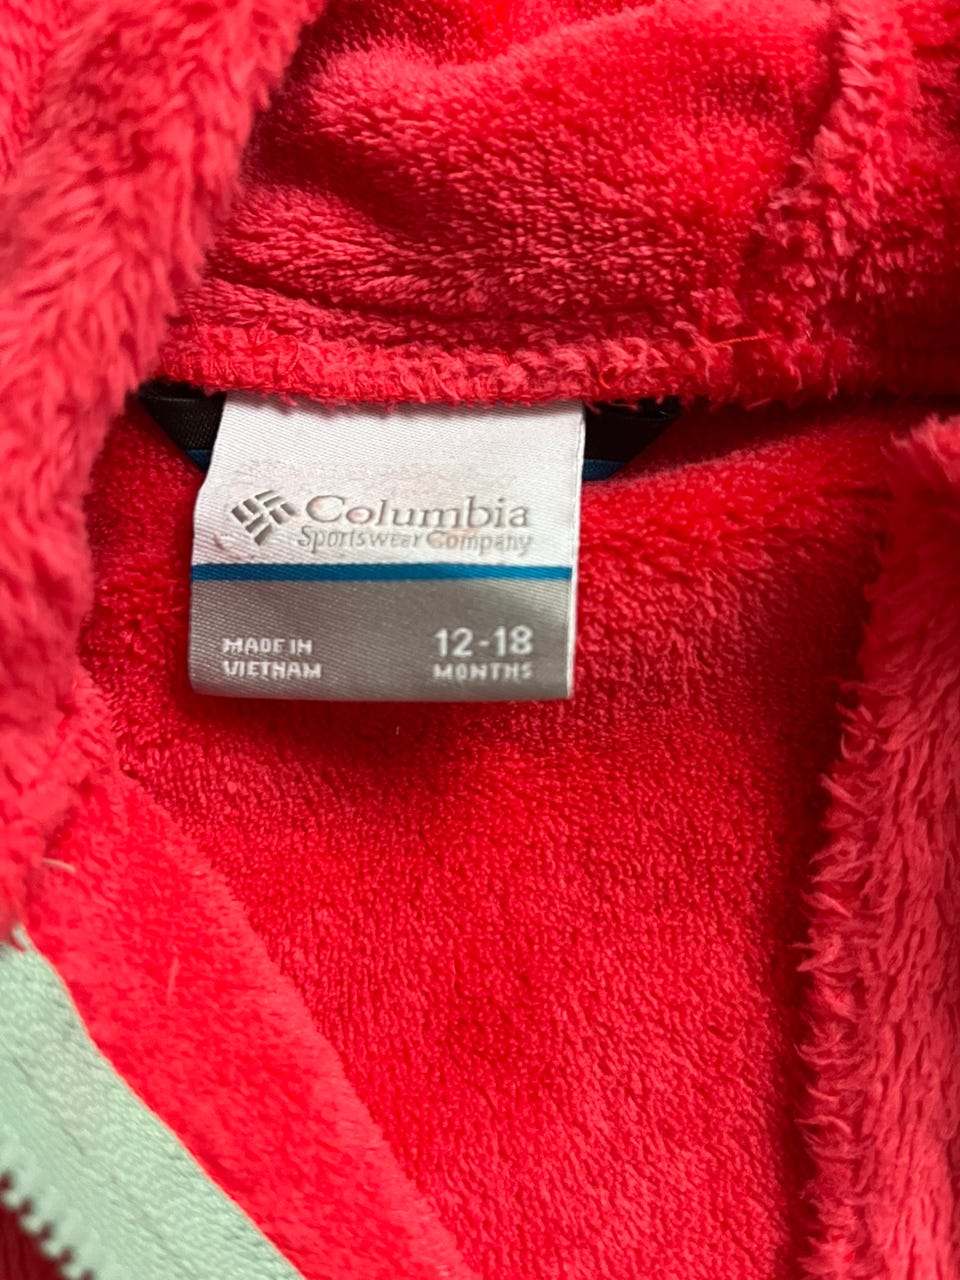 Columbia
Sportswear Company
MADE IN
VIETNAM
12-18
MONTHS